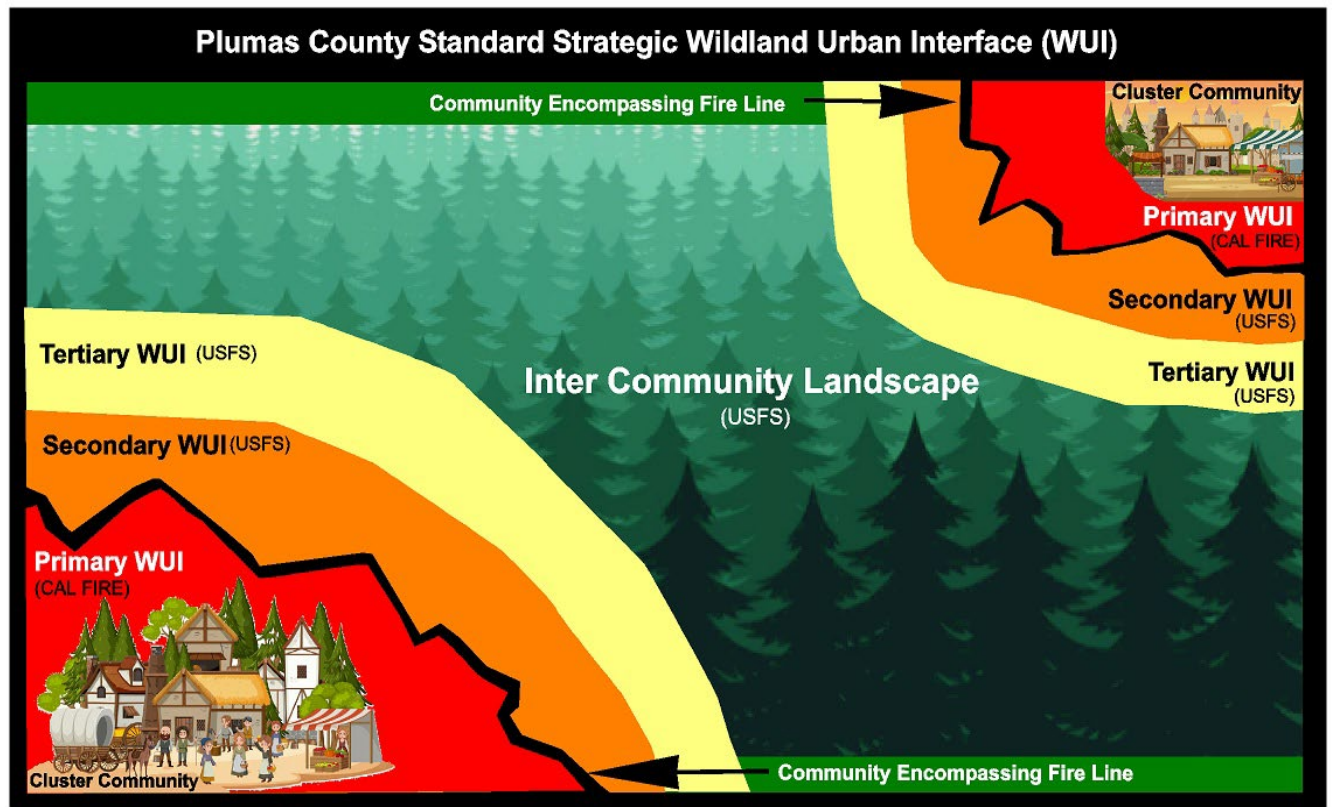 Plumas County Standard Strategic Wildland Urban Interface (WUI)
Community Encompassing Fire Line
Cluster Community
Primary WUI
(CAL FIRE)
Secondary WUI
(USFS)
Tertiary WUI
(USFS)
Inter Community Landscape
(USFS)
Tertiary WUI (USFS)
Secondary WUI (USFS)
Primary WUI
(CAL FIRE)
Cluster Community
Community Encompassing Fire Line